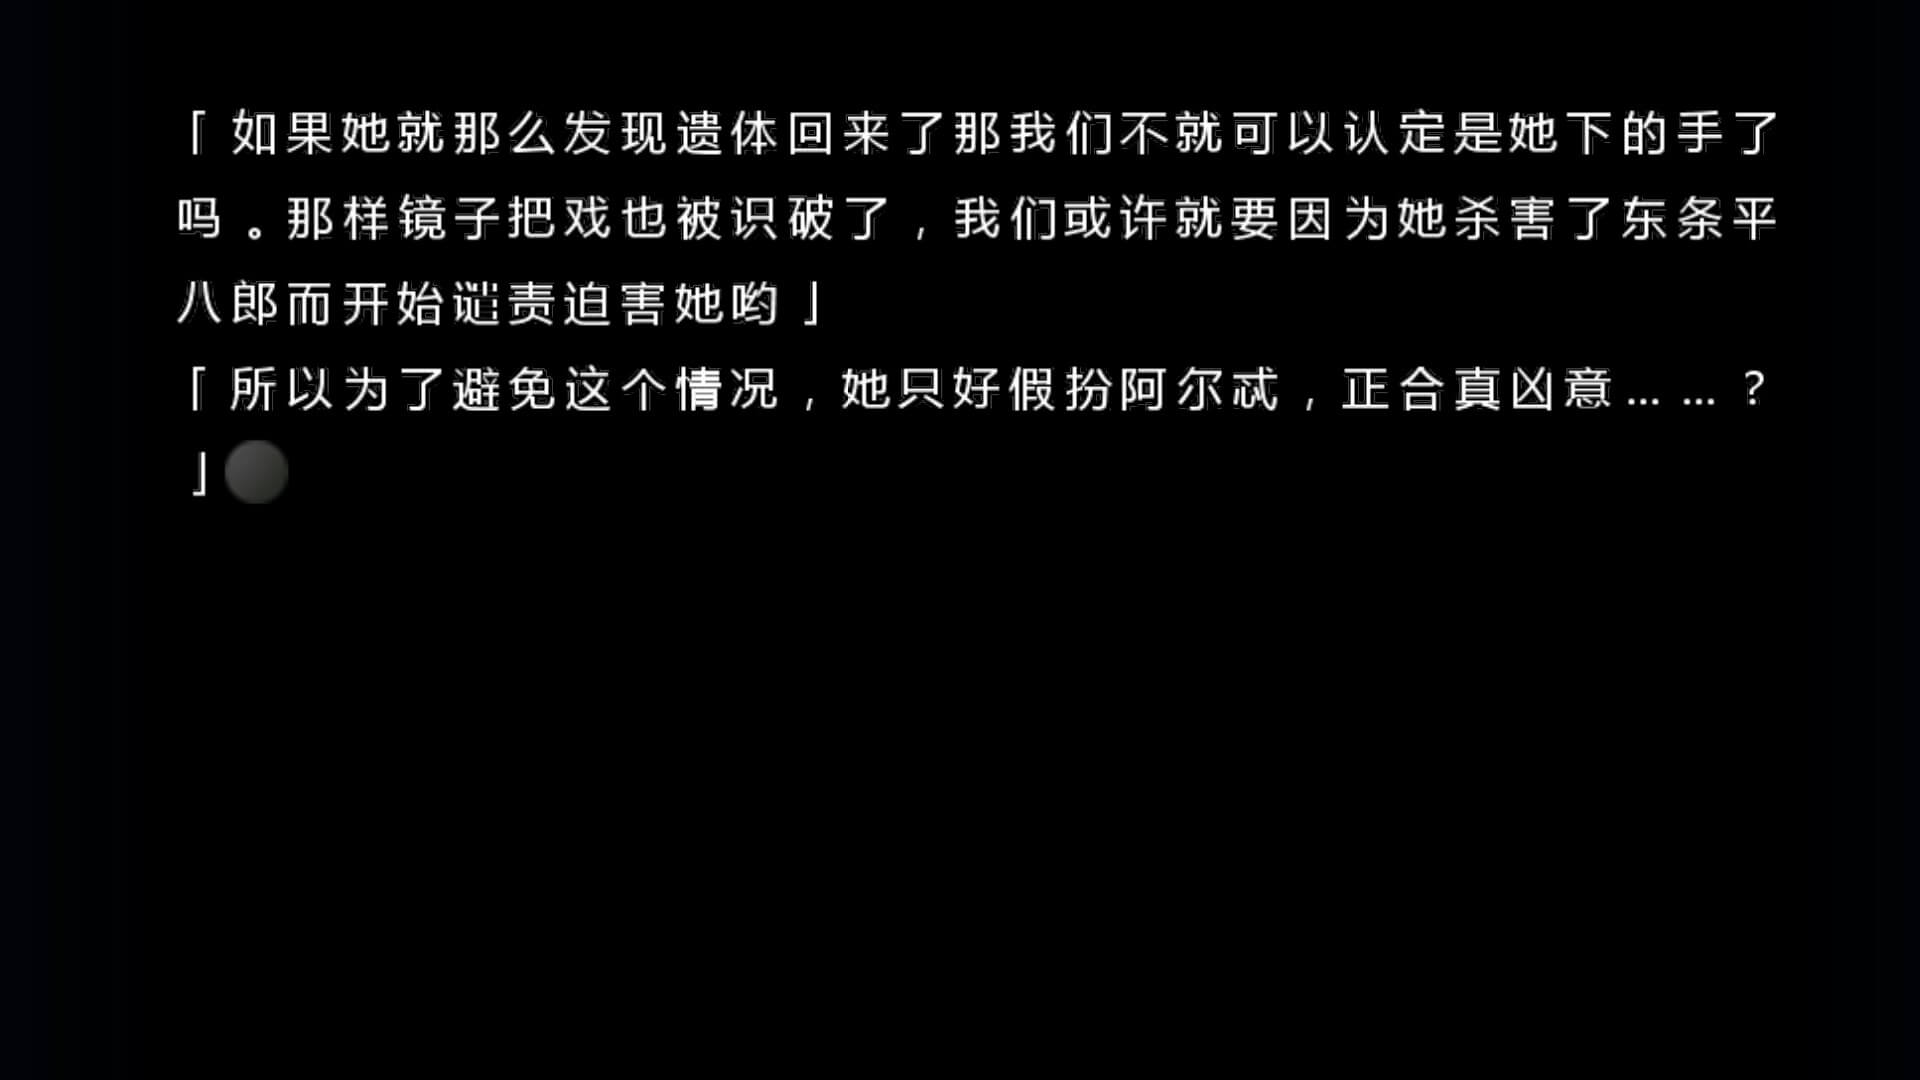 「如果她就那么发现遗体回来了那我们不就可以认定是她下的手了
吗。那样镜子把戏也被识破了，我们或许就要因为她杀害了东条平
八郎而开始谴责迫害她哟」
「所以为了避免这个情况，她只好假扮阿尔忒，正合真凶意……？
」